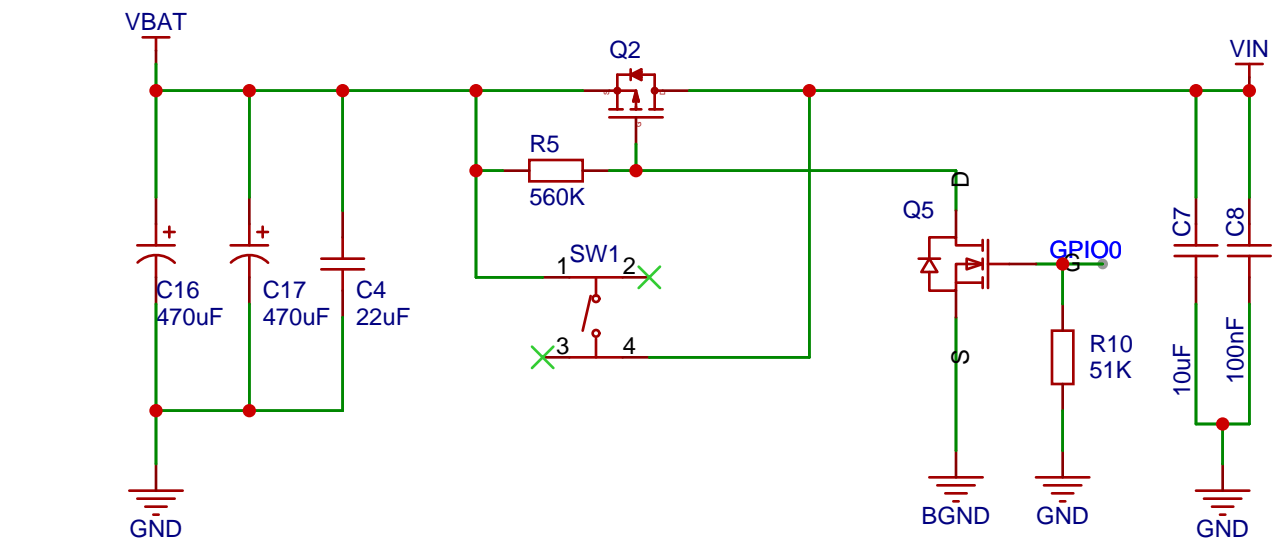 VBAT
Q2
VIN
S
D
G
R5
560K
D
Q5
C7
C8
GPIO0
G
SW1
1
2
C16
470uF
C17
470uF
C4
22uF
3
4
S
R10
51K
10uF
100nF
GND
BGND
GND
GND